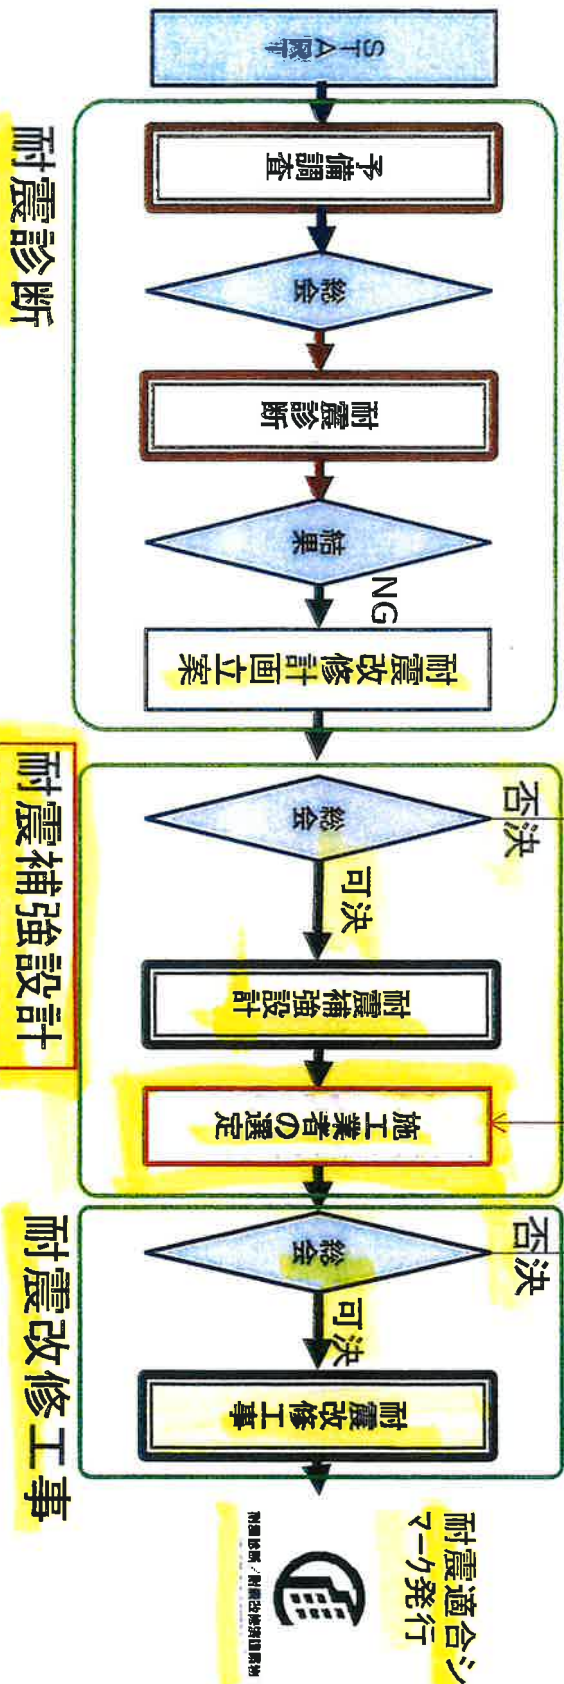 START
予備調査
総会
耐震診断
結果
NG
耐震改修計画立案
耐震診断
否決
総会
可決
耐震補強設計
施工業者の選定
耐震補強設計
否決
総会
可決
耐震改修工事
耐震改修工事
耐震適合シ
マーク発行